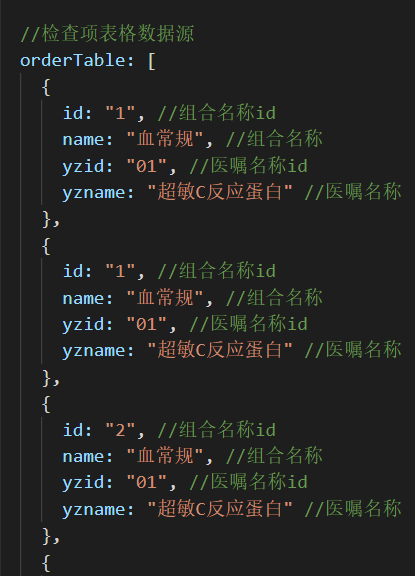 //检查项表格数据源
orderTable: [
{
id: "1", //组合名称id
name: "血常规", //组合名称
yzid: "01", //医嘱名称id
yzname: "超敏C反应蛋白" //医嘱名称
},
{
id: "1", //组合名称id
name: "血常规", //组合名称
yzid: "01", //医嘱名称id
yzname: "超敏C反应蛋白" //医嘱名称
},
{
id: "2", //组合名称id
name: "血常规", //组合名称
yzid: "01", //医嘱名称id
yzname: "超敏C反应蛋白" //医嘱名称
},
{